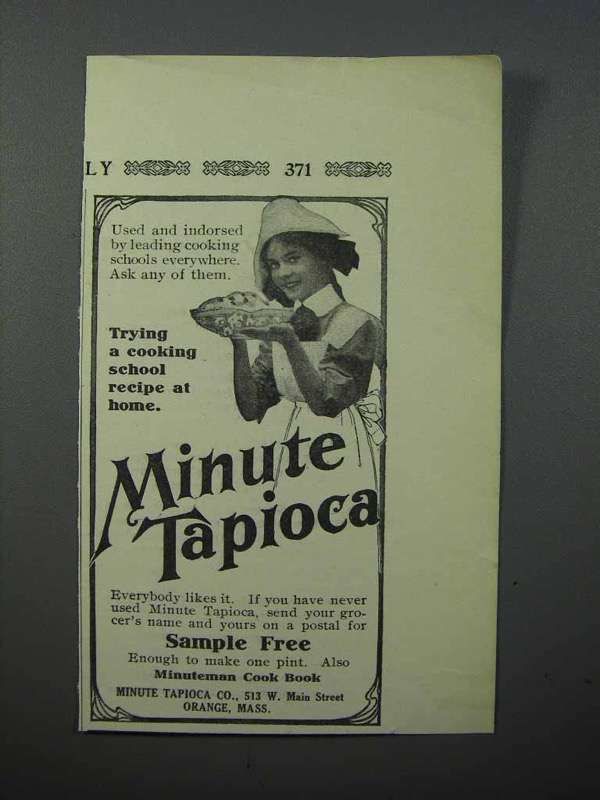 LY 371
Used and indorsed
by leading cooking
schools everywhere.
Ask any of them.
Trying
a cooking
school
recipe at
home.
Minute
Tapioca
Everybody likes it. If you have never
used Minute Tapioca, send your gro-
cer's name and yours on a postal for
Sample Free
Enough to make one pint. Also
Minuteman Cook Book
MINUTE TAPIOCA CO., 513 W. Main Street
ORANGE, MASS.